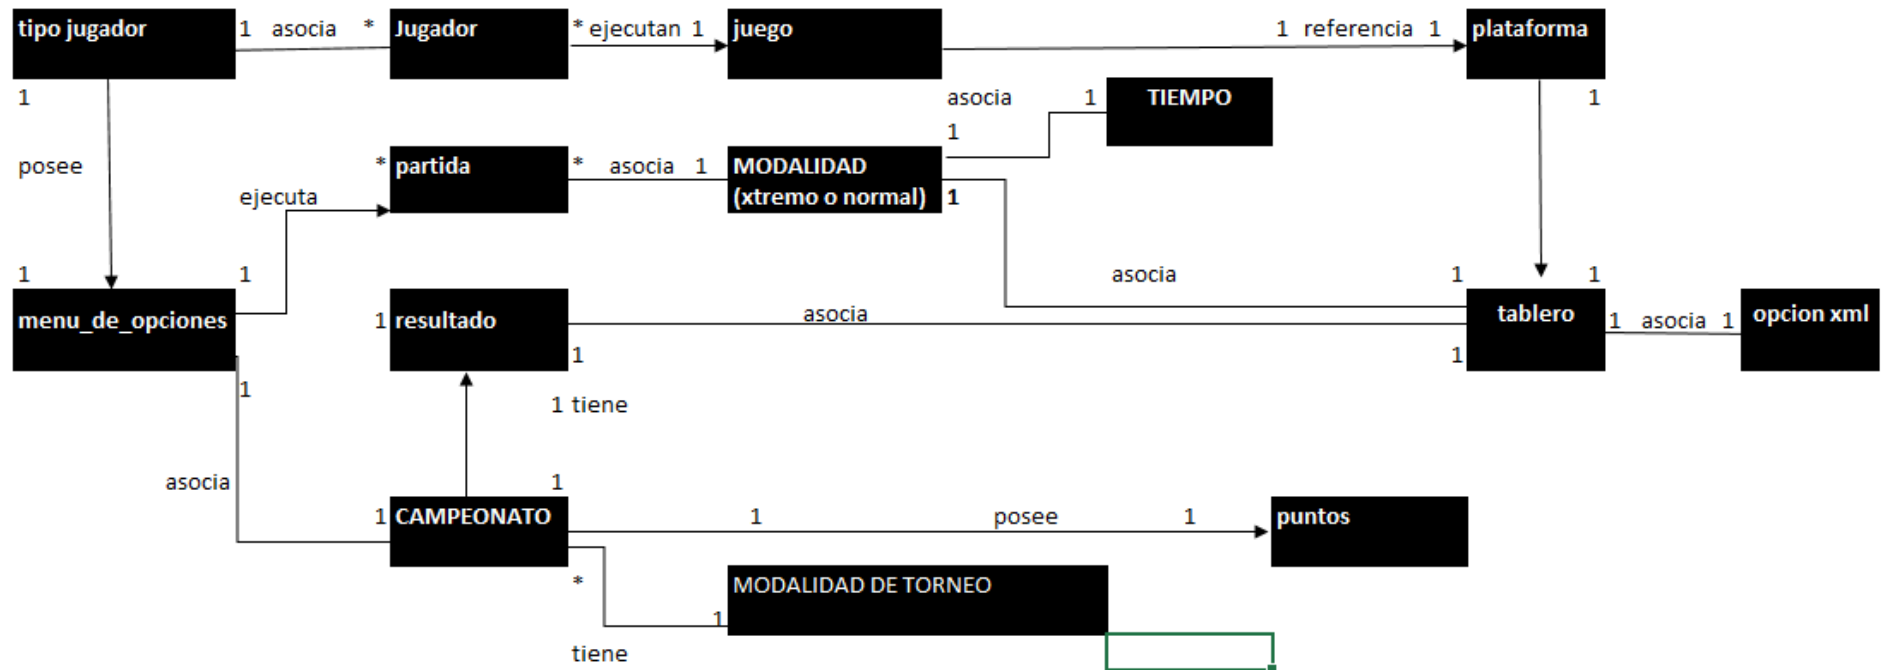 tipo jugador 1 asocia * Jugador * ejecutan 1 juego 1 referencia 1 plataforma
1 asocia 1 TIEMPO 1
1
posee * partida * asocia 1 MODALIDAD
ejecuta (xtremo o normal) 1
1 1 asocia 1 1
menu_de_opciones 1 resultado asocia tablero 1 asocia 1 opcion xml
1 1
1
1 tiene
asocia 1
1 CAMPEONATO 1 posee 1 puntos
* MODALIDAD DE TORNEO
1
tiene